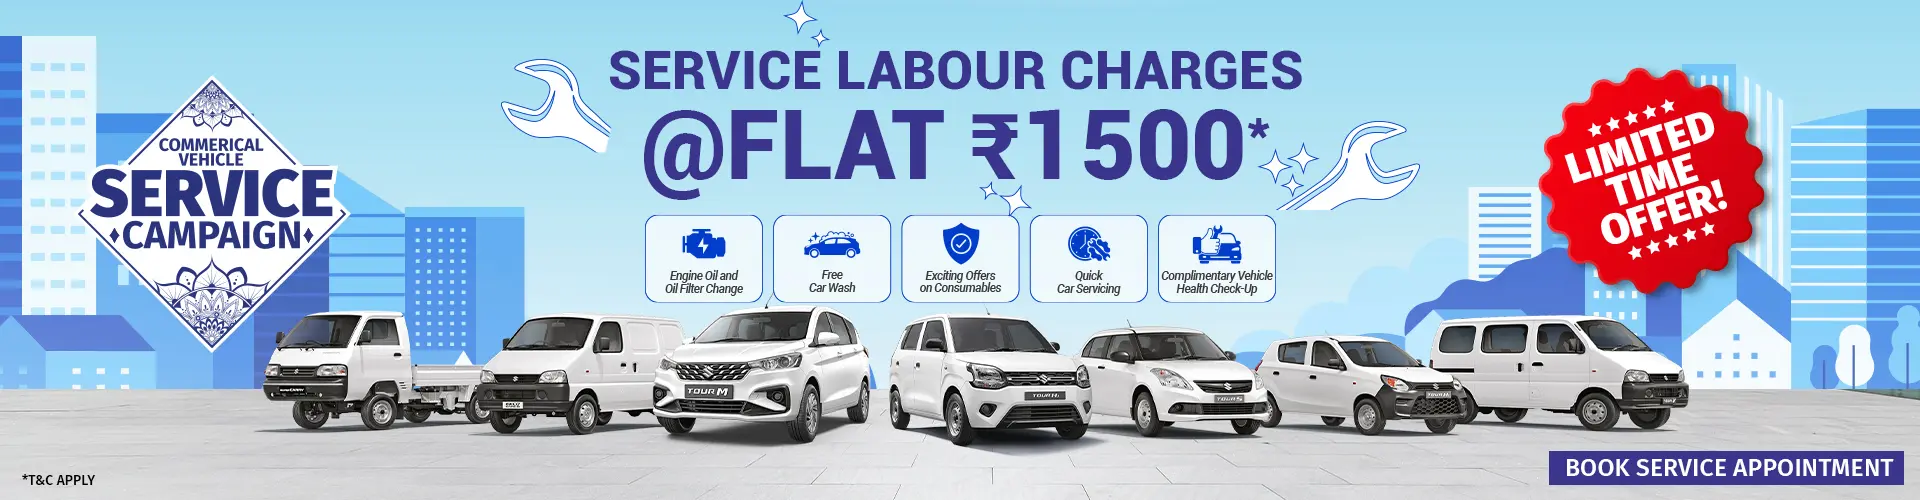 COMMERICAL
VEHICLE
SERVICE
CAMPAIGN
SERVICE LABOUR CHARGES
@FLAT ₹1500*
Engine Oil and
Oil Filter Change
Free
Car Wash
Exciting Offers
on Consumables
Quick
Car Servicing
Complimentary Vehicle
Health Check-Up
LIMITED
TIME
OFFER!
TOUR M
TOUR S
*T&C APPLY
BOOK SERVICE APPOINTMENT